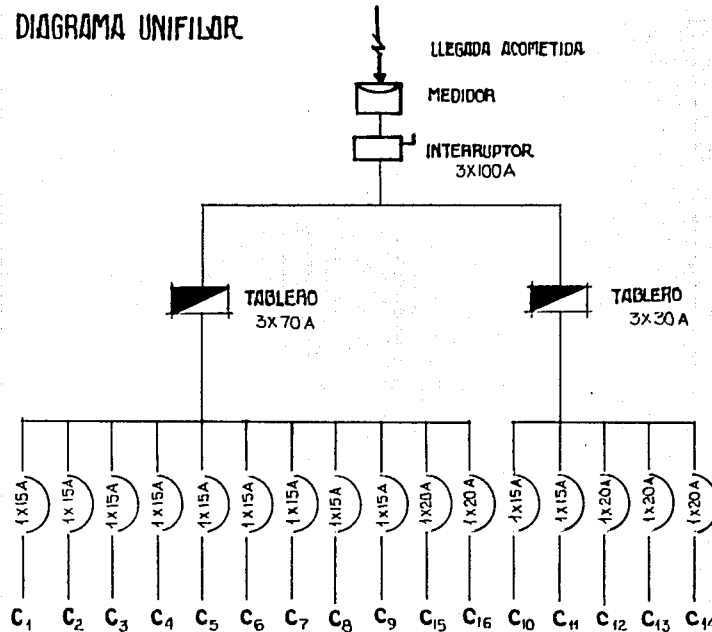 DIAGRAMA UNIFILAR
LLEGADA ACOMETIDA
MEDIDOR
INTERRUPTOR
3X100A
TABLERO
3X70A
TABLERO
3X30A
1X15A 1X15A 1X15A 1X15A 1X15A 1X15A 1X15A 1X15A 1X15A 1X20A 1X20A 1X15A 1X15A 1X20A 1X20A 1X20A
C1 C2 C3 C4 C5 C6 C7 C8 C9 C15 C16 C10 C11 C12 C13 C14